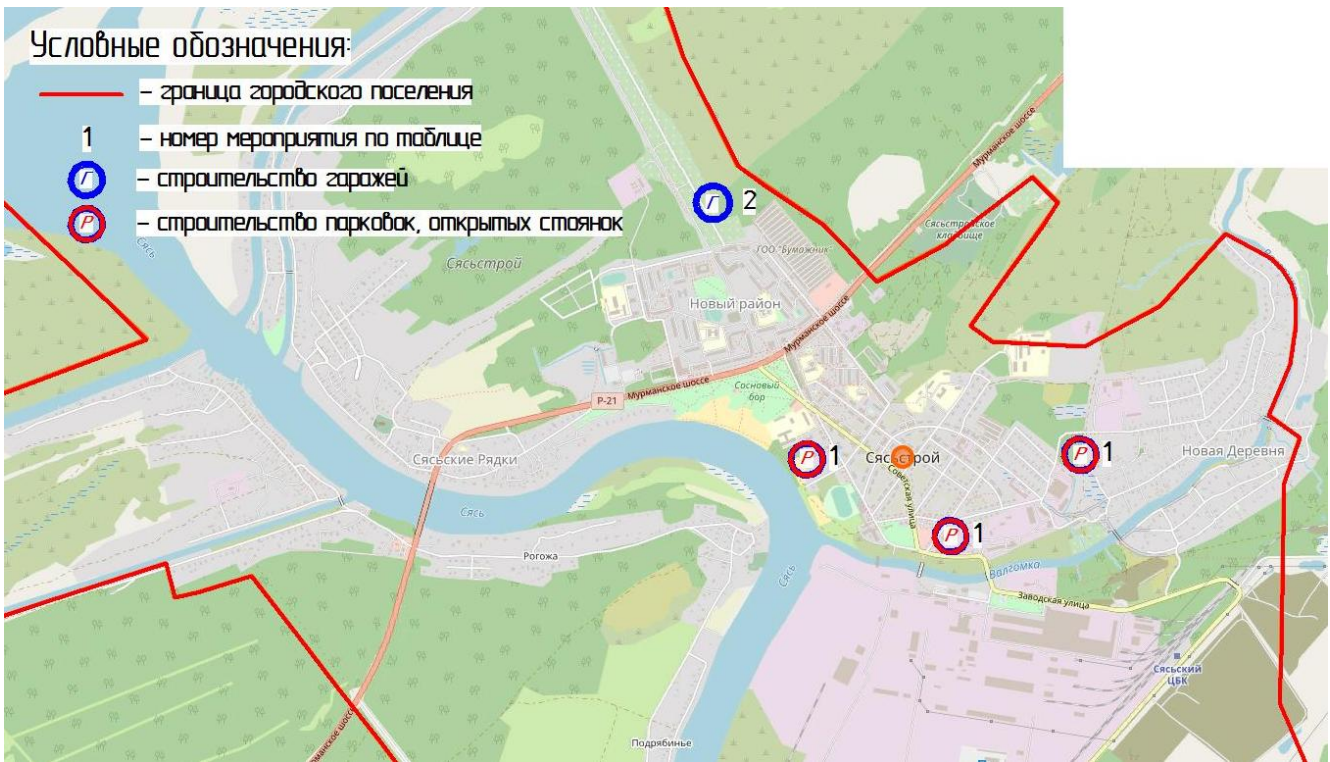 Условные обозначения:
– граница городского поселения
1 – номер мероприятия по таблице
Г – строительство гаражей
Р – строительство парковок, открытых стоянок
Мурманское шоссе
Сясь
Г 2
Сясьстройское кладбище
ТОО "Бумажник"
Сясьстрой
Новый район
Мурманское шоссе
Мурманское шоссе
Р-21
Сосновый
бор
Сясьские Рядки
Р 1
Сясьстрой
Р 1
Новая Деревня
Советская улица
Сясь
Р 1
Рогожа
Валгомка
Сясь
Заводская улица
Сясьский
ЦБК
Мурманское шоссе
Подрябинье